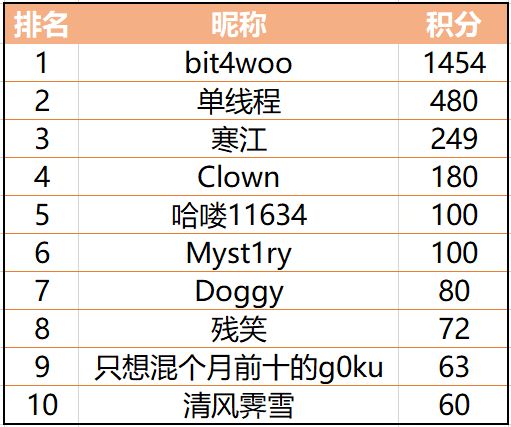 排名 昵称 积分
1 bit4woo 1454
2 单线程 480
3 寒江 249
4 Clown 180
5 哈喽11634 100
6 Myst1ry 100
7 Doggy 80
8 残笑 72
9 只想混个月前十的g0ku 63
10 清风霁雪 60